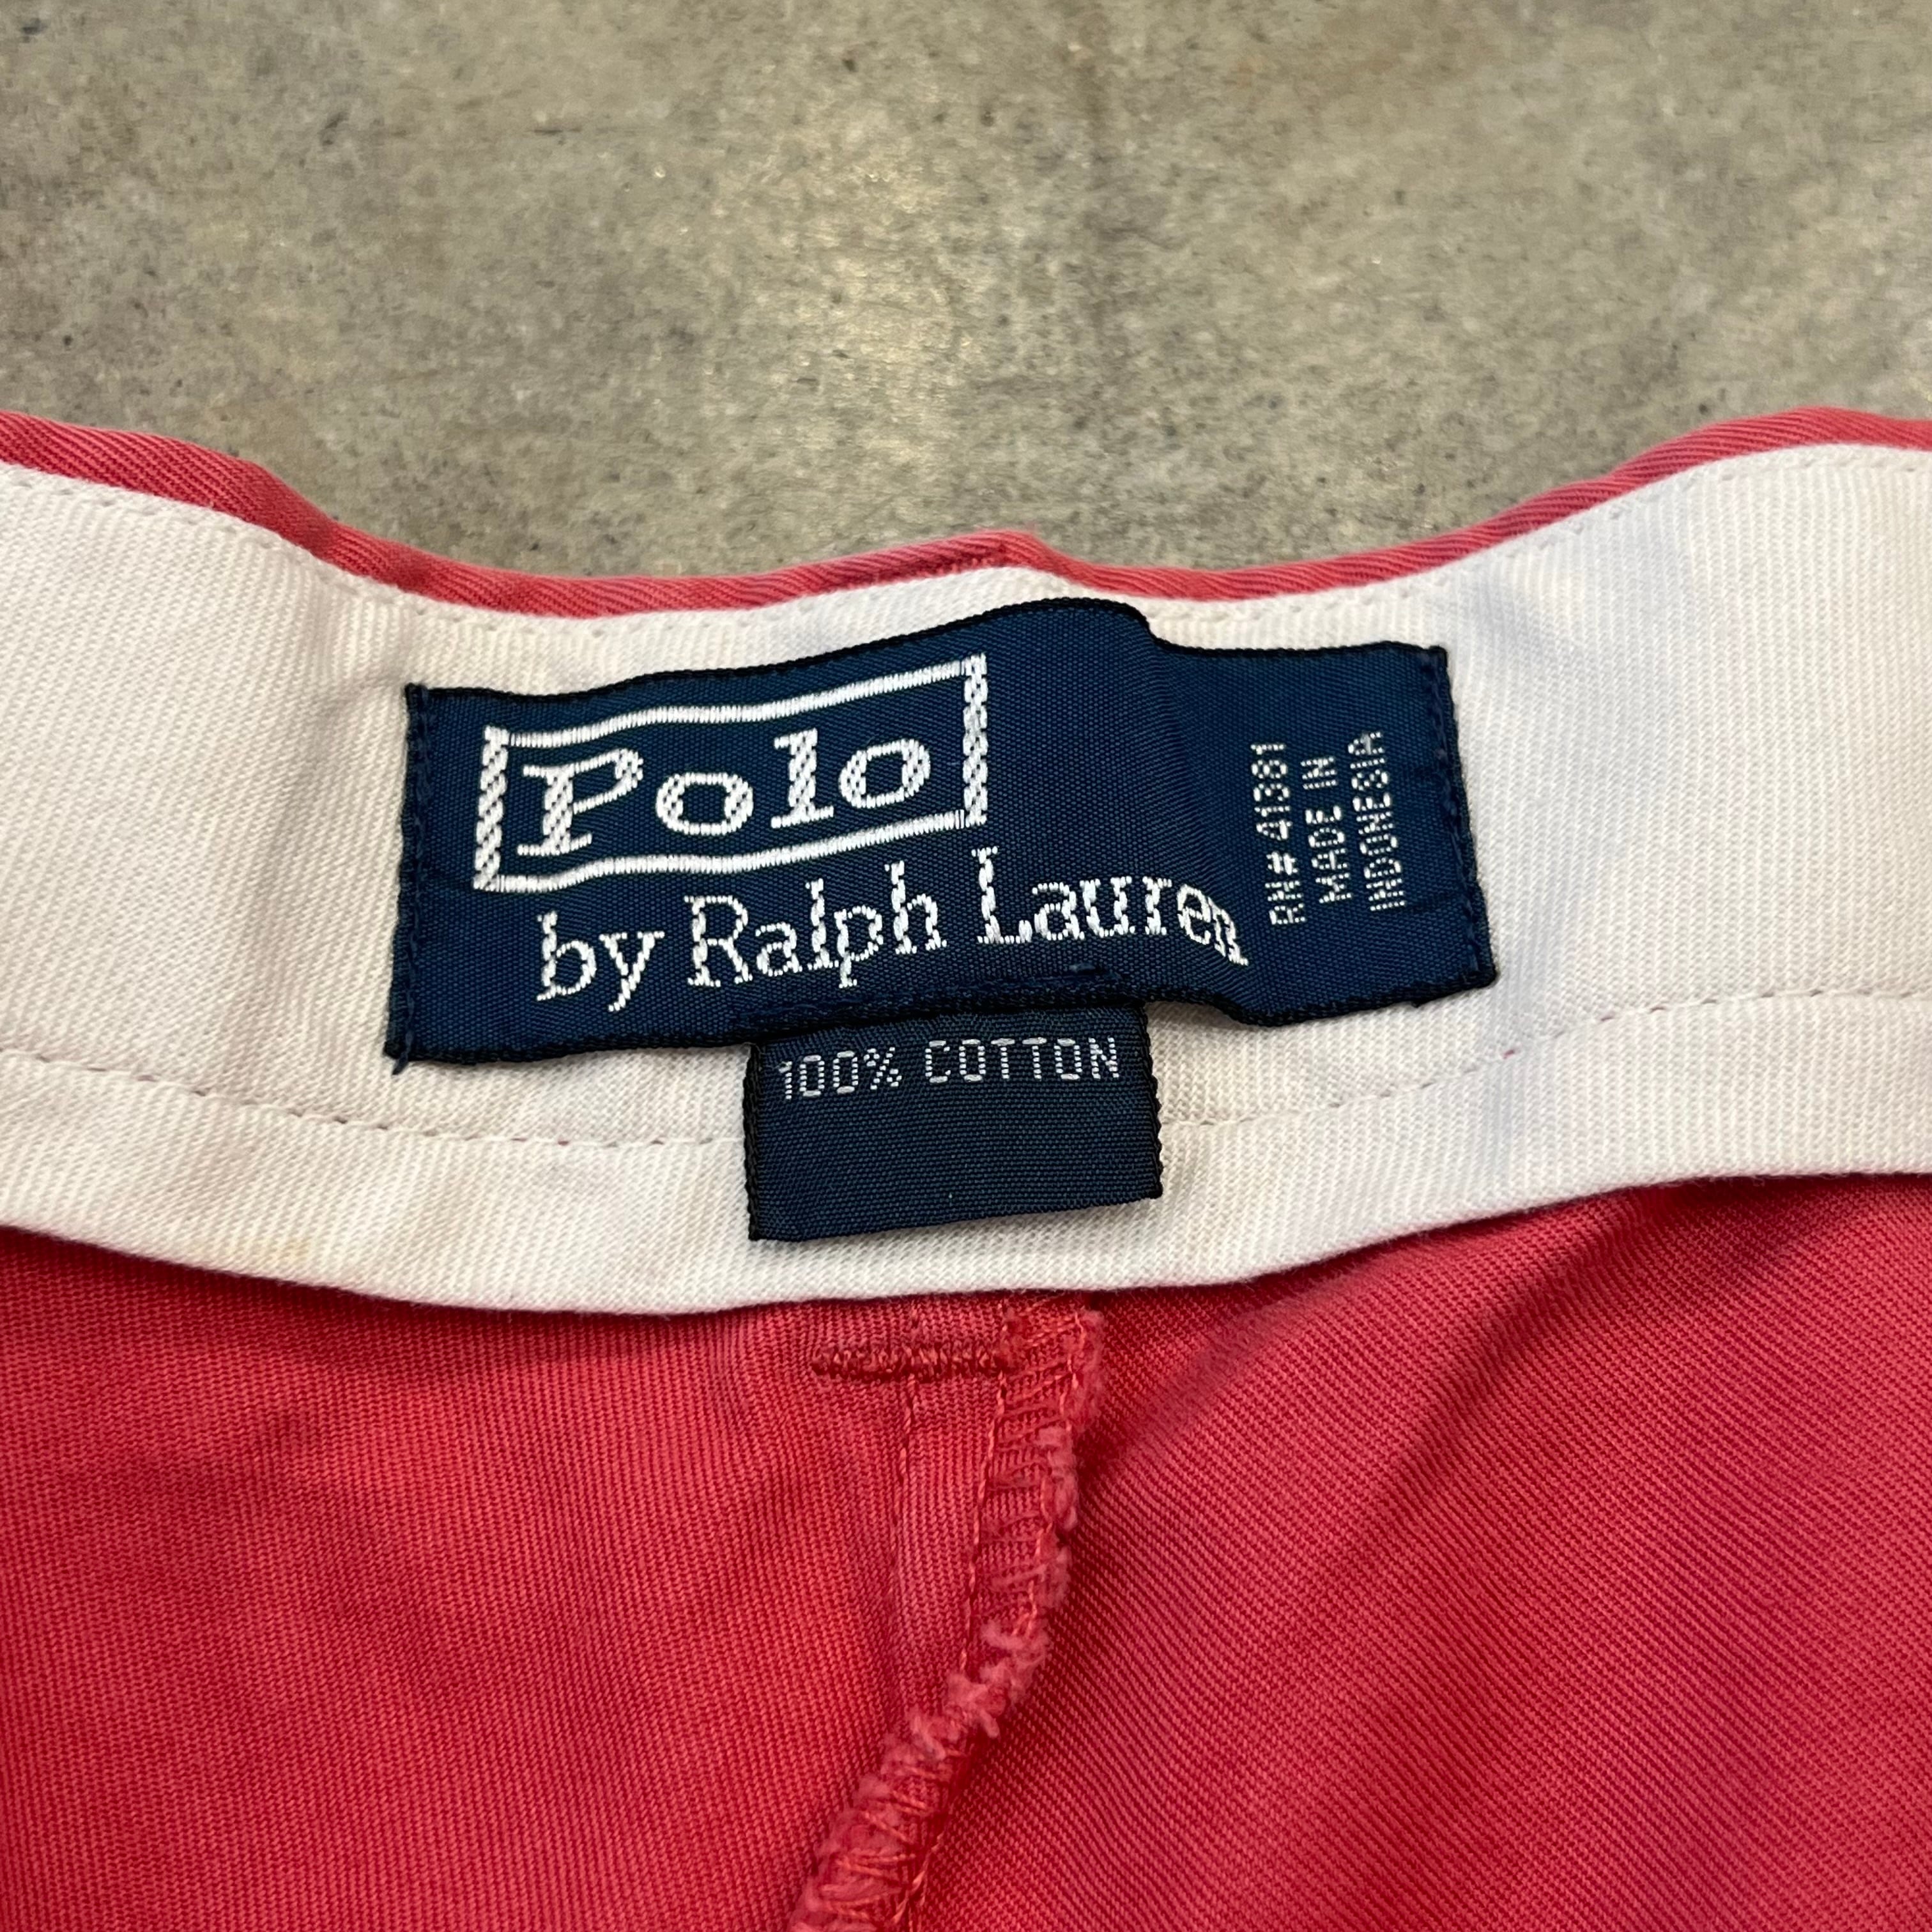 Polo
by Ralph Lauren
RN# 41381
MADE IN
INDONESIA
100% COTTON